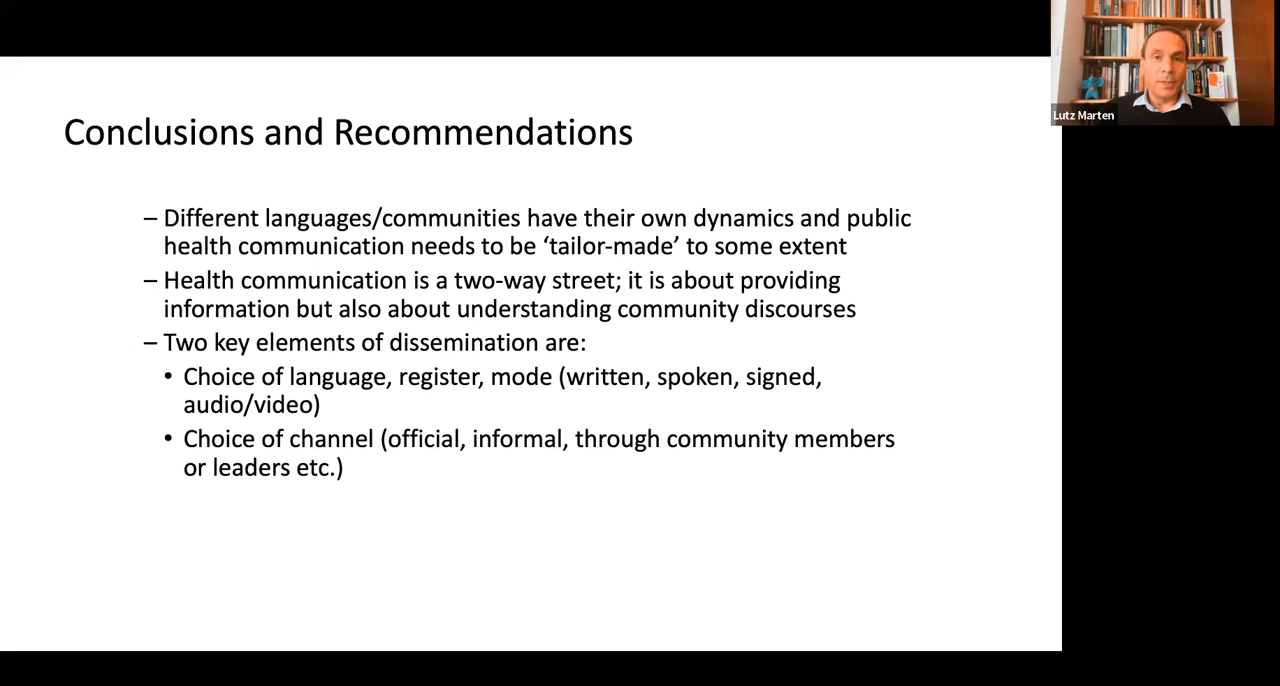 Conclusions and Recommendations
– Different languages/communities have their own dynamics and public
health communication needs to be ‘tailor-made’ to some extent
– Health communication is a two-way street; it is about providing
information but also about understanding community discourses
– Two key elements of dissemination are:
• Choice of language, register, mode (written, spoken, signed,
audio/video)
• Choice of channel (official, informal, through community members
or leaders etc.)
Lutz Marten